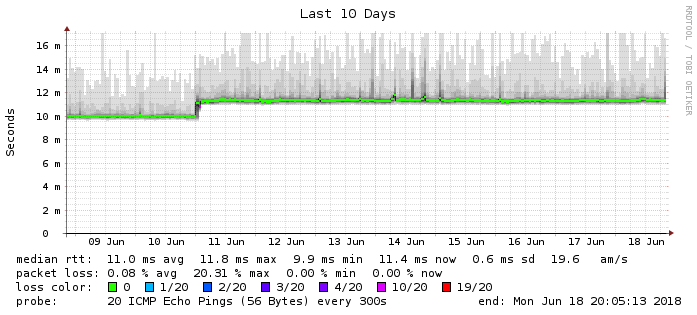 Last 10 Days
RRDTOOL / TOBI OETIKER
Seconds
16 m
14 m
12 m
10 m
8 m
6 m
4 m
2 m
0
09 Jun 10 Jun 11 Jun 12 Jun 13 Jun 14 Jun 15 Jun 16 Jun 17 Jun 18 Jun
median rtt: 11.0 ms avg 11.8 ms max 9.9 ms min 11.4 ms now 0.6 ms sd 19.6 am/s
packet loss: 0.08 % avg 20.31 % max 0.00 % min 0.00 % now
loss color: 0 1/20 2/20 3/20 4/20 10/20 19/20
probe: 20 ICMP Echo Pings (56 Bytes) every 300s end: Mon Jun 18 20:05:13 2018